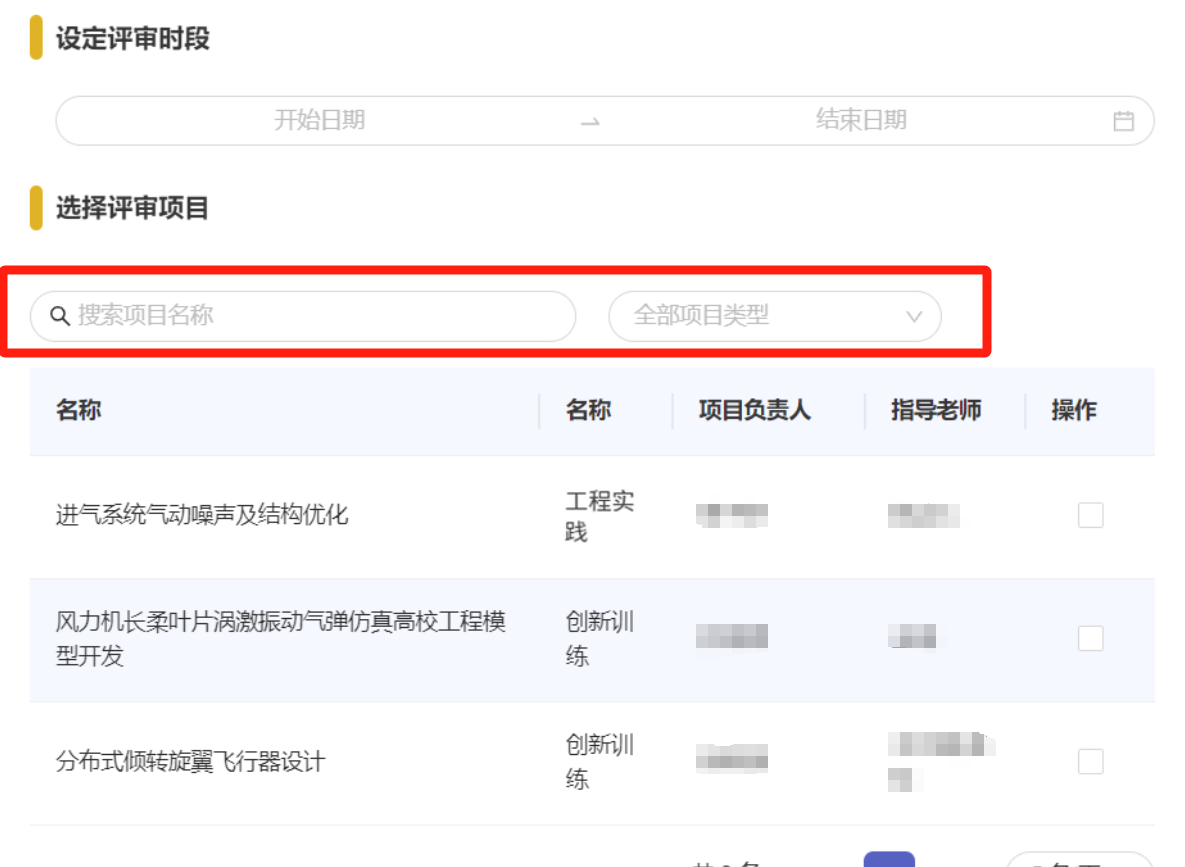 设定评审时段
开始日期 → 结束日期
选择评审项目
搜索项目名称 全部项目类型
名称 名称 项目负责人 指导老师 操作
进气系统气动噪声及结构优化 工程实
践
风力机长柔叶片涡激振动气弹仿真高校工程模 创新训
型开发 练
分布式倾转旋翼飞行器设计 创新训
练